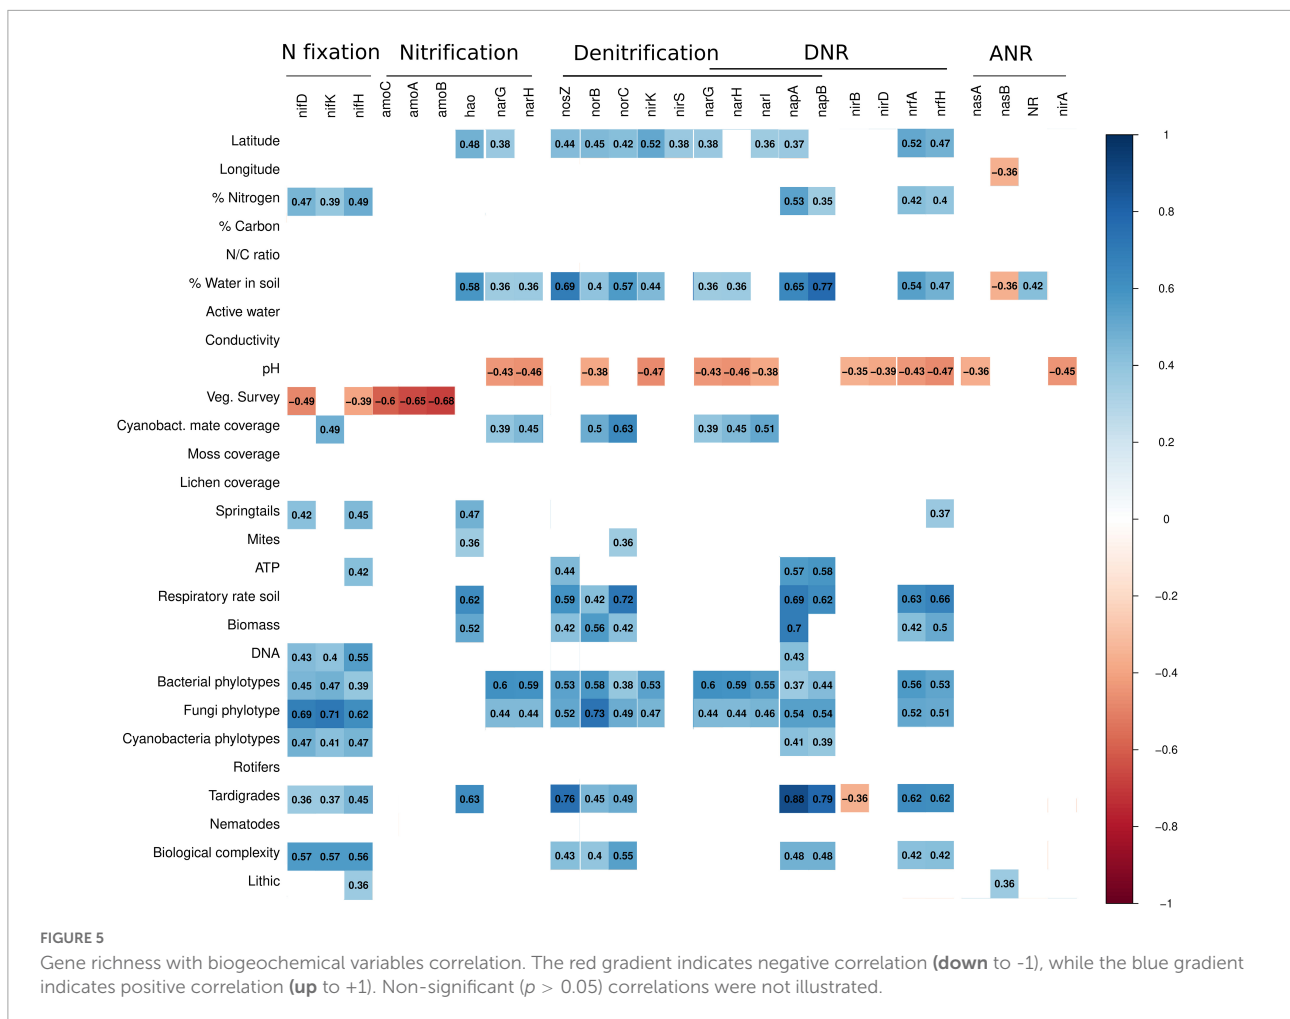 N fixation Nitrification Denitrification DNR ANR
nifD nifK nifH amoC amoA amoB hao narG narH nosZ norB norC nirK nirS narG narH narI napA napB nirB nirD nrfA nrfH nasA nasB NR nirA
Latitude 0.48 0.38 0.44 0.45 0.42 0.52 0.38 0.38 0.36 0.37 0.52 0.47
Longitude −0.36
% Nitrogen 0.47 0.39 0.49 0.53 0.35 0.42 0.4
% Carbon
N/C ratio
% Water in soil 0.58 0.36 0.36 0.69 0.4 0.57 0.44 0.36 0.36 0.65 0.77 0.54 0.47 −0.36 0.42
Active water
Conductivity
pH −0.43 −0.46 −0.38 −0.47 −0.43 −0.46 −0.38 −0.35 −0.39 −0.43 −0.47 −0.36 −0.45
Veg. Survey −0.49 −0.39 −0.6 −0.65 −0.68
Cyanobact. mate coverage 0.49 0.39 0.45 0.5 0.63 0.39 0.45 0.51
Moss coverage
Lichen coverage
Springtails 0.42 0.45 0.47 0.37
Mites 0.36 0.36
ATP 0.42 0.44 0.57 0.58
Respiratory rate soil 0.62 0.59 0.42 0.72 0.69 0.62 0.63 0.66
Biomass 0.52 0.42 0.56 0.42 0.7 0.42 0.5
DNA 0.43 0.4 0.55 0.43
Bacterial phylotypes 0.45 0.47 0.39 0.6 0.59 0.53 0.58 0.38 0.53 0.6 0.59 0.55 0.37 0.44 0.56 0.53
Fungi phylotype 0.69 0.71 0.62 0.44 0.44 0.52 0.73 0.49 0.47 0.44 0.44 0.46 0.54 0.54 0.52 0.51
Cyanobacteria phylotypes 0.47 0.41 0.47 0.41 0.39
Rotifers
Tardigrades 0.36 0.37 0.45 0.63 0.76 0.45 0.49 0.88 0.79 −0.36 0.62 0.62
Nematodes
Biological complexity 0.57 0.57 0.56 0.43 0.4 0.55 0.48 0.48 0.42 0.42
Lithic 0.36 0.36
1
0.8
0.6
0.4
0.2
0
−0.2
−0.4
−0.6
−0.8
−1
FIGURE 5
Gene richness with biogeochemical variables correlation. The red gradient indicates negative correlation (down to -1), while the blue gradient
indicates positive correlation (up to +1). Non-significant (p > 0.05) correlations were not illustrated.